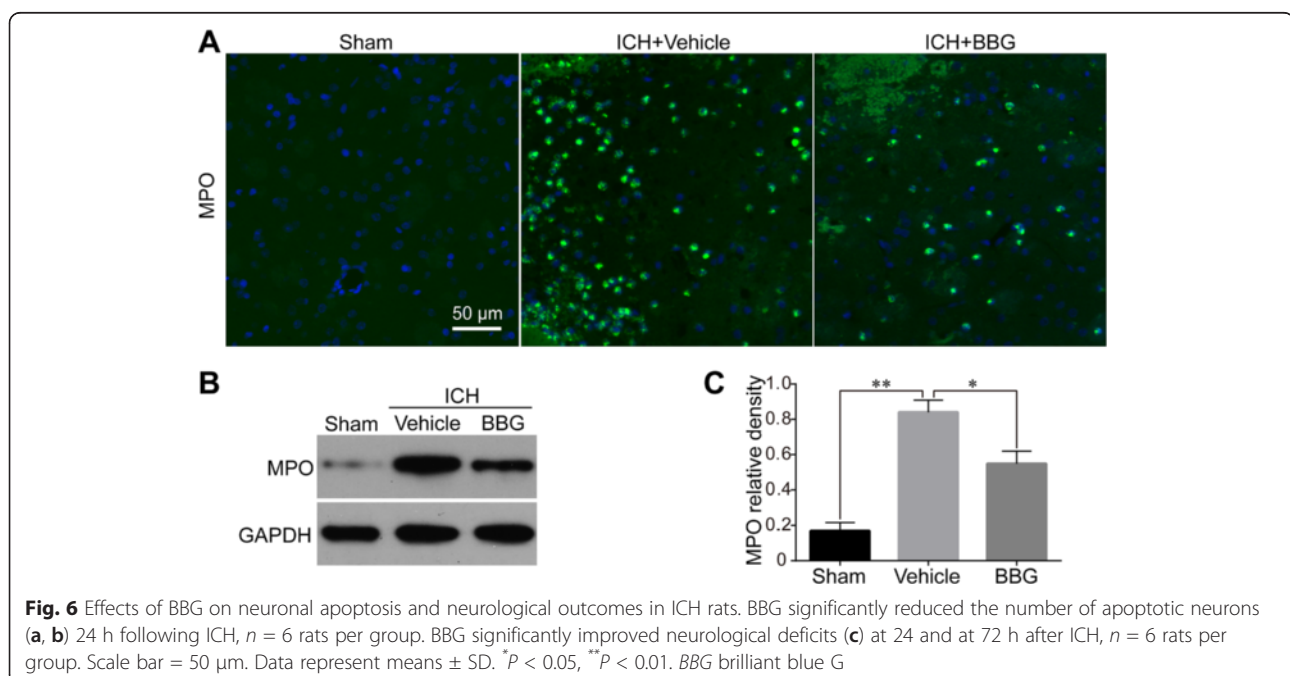 A
Sham
ICH+Vehicle
ICH+BBG
MPO
50 µm
B
ICH
Sham
Vehicle
BBG
MPO
GAPDH
C
MPO relative density
1.0
0.8
0.6
0.4
0.2
0
**
*
Sham
Vehicle
BBG
Fig. 6 Effects of BBG on neuronal apoptosis and neurological outcomes in ICH rats. BBG significantly reduced the number of apoptotic neurons
(a, b) 24 h following ICH, n = 6 rats per group. BBG significantly improved neurological deficits (c) at 24 and at 72 h after ICH, n = 6 rats per
group. Scale bar = 50 µm. Data represent means ± SD. *P < 0.05, **P < 0.01. BBG brilliant blue G